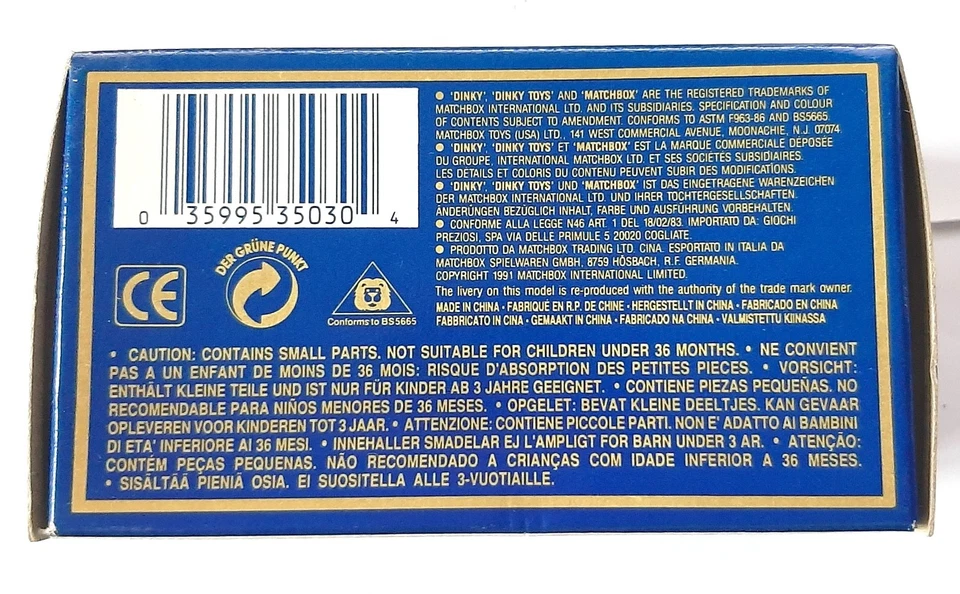 ● 'DINKY', 'DINKY TOYS' AND 'MATCHBOX' ARE THE REGISTERED TRADEMARKS OF
MATCHBOX INTERNATIONAL LTD. AND ITS SUBSIDIARIES. SPECIFICATION AND COLOUR
OF CONTENTS SUBJECT TO AMENDMENT. CONFORMS TO ASTM F963-86 AND BS5665.
MATCHBOX TOYS (USA) LTD., 141 WEST COMMERCIAL AVENUE, MOONACHIE, N.J. 07074.
● 'DINKY', 'DINKY TOYS' ET 'MATCHBOX' EST LA MARQUE COMMERCIALE DÉPOSÉE
DU GROUPE, INTERNATIONAL MATCHBOX LTD. ET SES SOCIÉTÉS SUBSIDIAIRES.
LES DÉTAILS ET COLORIS DU CONTENU PEUVENT SUBIR DES MODIFICATIONS.
● 'DINKY', 'DINKY TOYS' UND 'MATCHBOX' IST DAS EINGETRAGENE WARENZEICHEN
DER MATCHBOX INTERNATIONAL LTD. UND IHRER TOCHTERGESELLSCHAFTEN.
ÄNDERÜNGEN BEZÜGLICH INHALT, FARBE UND AUSFÜHRUNG VORBEHALTEN.
● CONFORME ALLA LEGGE N46 ART. 1 DEL 18/02/83. IMPORTATO DA: GIOCHI
PREZIOSI, SPA VIA DELLE PRIMULE 5 20020 COGLIATE.
● PRODOTTO DA MATCHBOX TRADING LTD. CINA. ESPORTATO IN ITALIA DA
MATCHBOX SPIELWAREN GMBH, 8759 HÖSBACH, R.F. GERMANIA.
COPYRIGHT 1991 MATCHBOX INTERNATIONAL LIMITED.
The livery on this model is re-produced with the authority of the trade mark owner.
MADE IN CHINA • FABRIQUÉ EN R.P. DE CHINE • HERGESTELLT IN CHINA • FABRICADO EN CHINA
FABBRICATO IN CINA • GEMAAKT IN CHINA • FABRICADO NA CHINA • VALMISTETTU KIINASSA
0 35995 35030 4
CE
DER GRÜNE PUNKT
Conforms to BS5665
• CAUTION: CONTAINS SMALL PARTS. NOT SUITABLE FOR CHILDREN UNDER 36 MONTHS. • NE CONVIENT
PAS A UN ENFANT DE MOINS DE 36 MOIS: RISQUE D'ABSORPTION DES PETITES PIECES. • VORSICHT:
ENTHÄLT KLEINE TEILE UND IST NUR FÜR KINDER AB 3 JAHRE GEEIGNET. • CONTIENE PIEZAS PEQUEÑAS. NO
RECOMENDABLE PARA NIÑOS MENORES DE 36 MESES. • OPGELET: BEVAT KLEINE DEELTJES. KAN GEVAAR
OPLEVEREN VOOR KINDEREN TOT 3 JAAR. • ATTENZIONE: CONTIENE PICCOLE PARTI. NON E' ADATTO AI BAMBINI
DI ETA' INFERIORE AI 36 MESI. • INNEHALLER SMADELAR EJ L'AMPLIGT FOR BARN UNDER 3 AR. • ATENÇÃO:
CONTÉM PEÇAS PEQUENAS. NÃO RECOMENDADO A CRIANÇAS COM IDADE INFERIOR A 36 MESES.
• SISÄLTÄÄ PIENIÄ OSIA. EI SUOSITELLA ALLE 3-VUOTIAILLE.